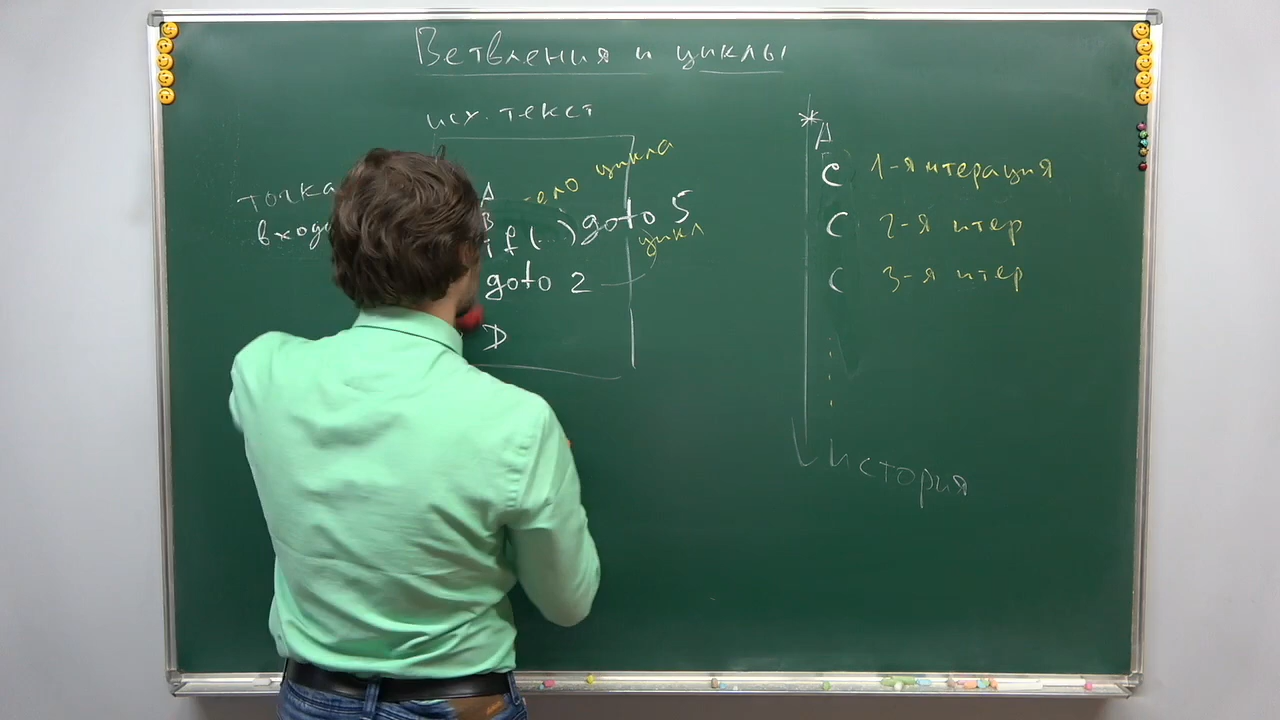 Ветвления и циклы
исх. текст
точка
входа
A
B
if (...) goto 5
goto 2
D
тело цикла
цикл
*
A
C 1-я итерация
C 2-я итер
C 3-я итер
История